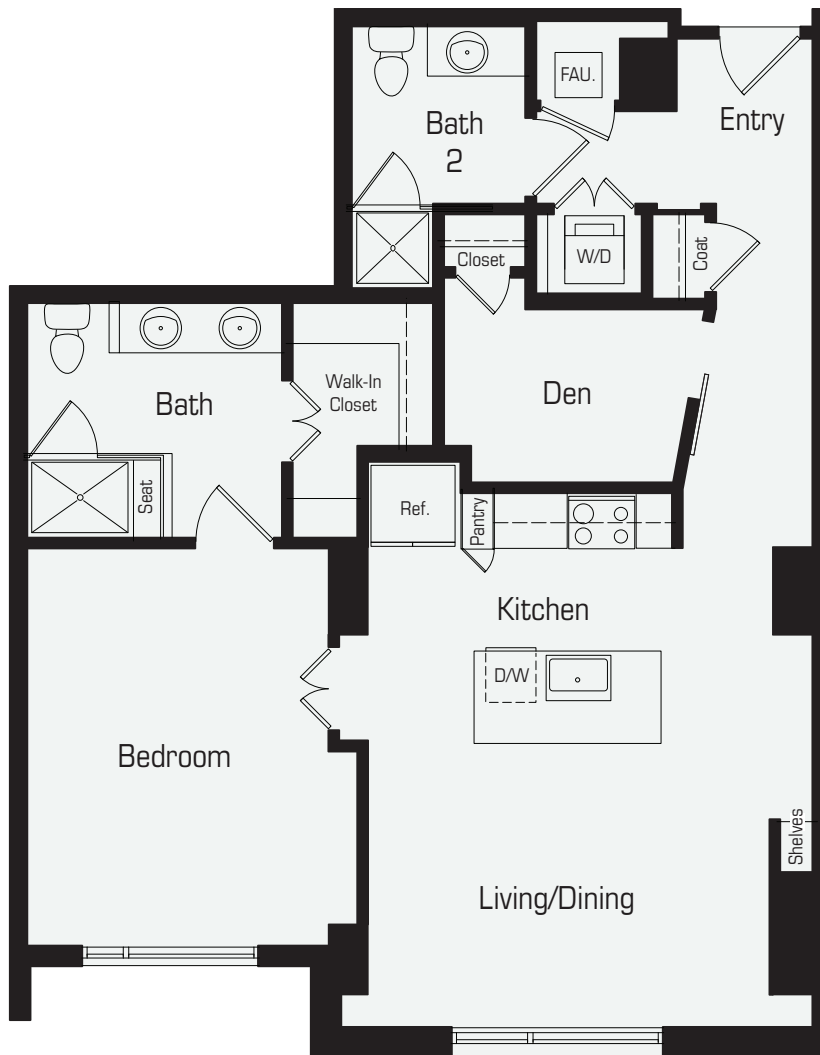 FAU.
Entry
Bath
2
W/D
Coat
Closet
Walk-In
Closet
Bath
Den
Seat
Ref.
Pantry
Kitchen
D/W
Bedroom
Shelves
Living/Dining